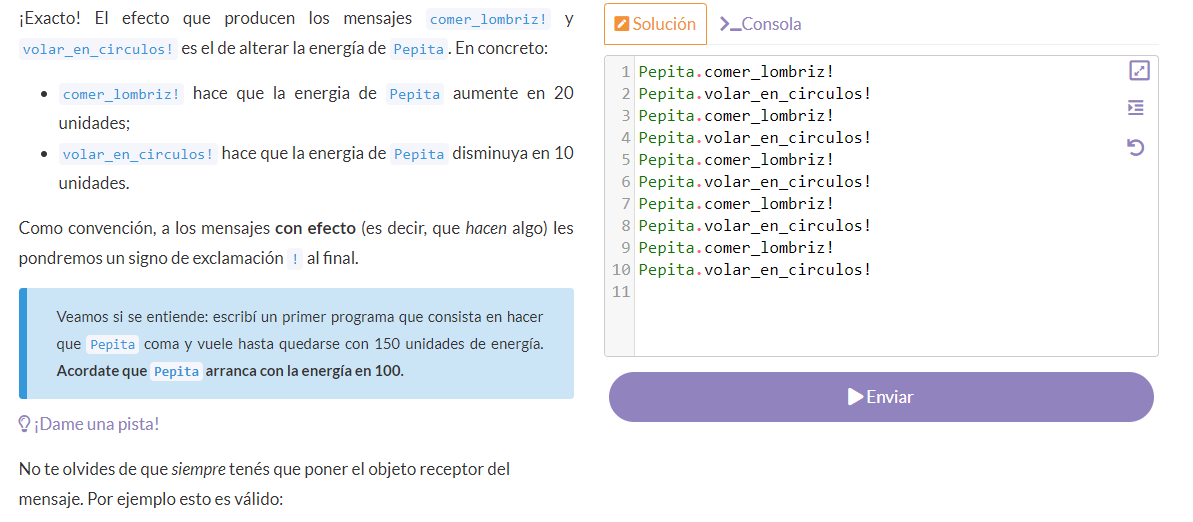 ¡Exacto! El efecto que producen los mensajes comer_lombriz! y
volar_en_circulos! es el de alterar la energía de Pepita. En concreto:
• comer_lombriz! hace que la energia de Pepita aumente en 20
unidades;
• volar_en_circulos! hace que la energia de Pepita disminuya en 10
unidades.
Como convención, a los mensajes con efecto (es decir, que hacen algo) les
pondremos un signo de exclamación ! al final.
Veamos si se entiende: escribí un primer programa que consista en hacer
que Pepita coma y vuele hasta quedarse con 150 unidades de energía.
Acordate que Pepita arranca con la energía en 100.
¡Dame una pista!
No te olvides de que siempre tenés que poner el objeto receptor del
mensaje. Por ejemplo esto es válido:
Solución
Consola
1 Pepita.comer_lombriz!
2 Pepita.volar_en_circulos!
3 Pepita.comer_lombriz!
4 Pepita.volar_en_circulos!
5 Pepita.comer_lombriz!
6 Pepita.volar_en_circulos!
7 Pepita.comer_lombriz!
8 Pepita.volar_en_circulos!
9 Pepita.comer_lombriz!
10 Pepita.volar_en_circulos!
11
Enviar